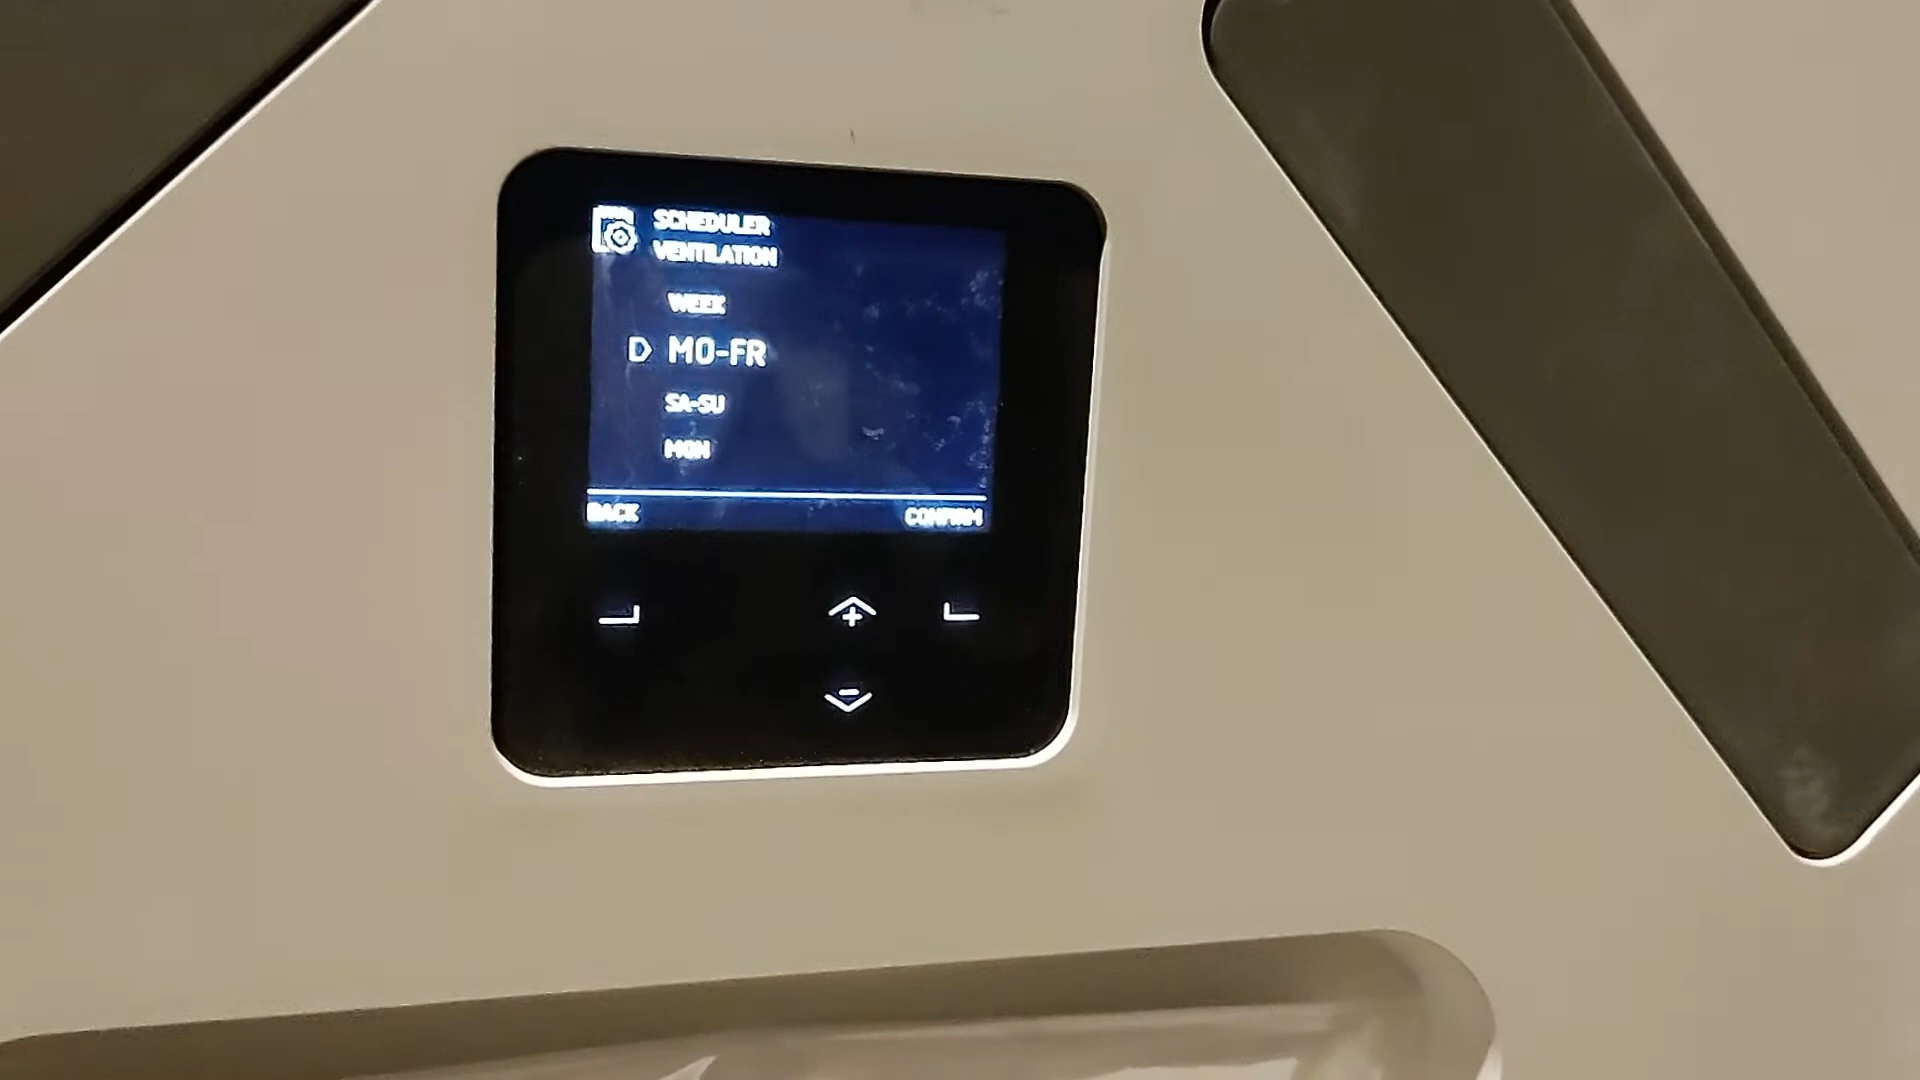 SCHEDULER
VENTILATION
WEEK
MO-FR
SA-SU
MON
BACK CONFIRM